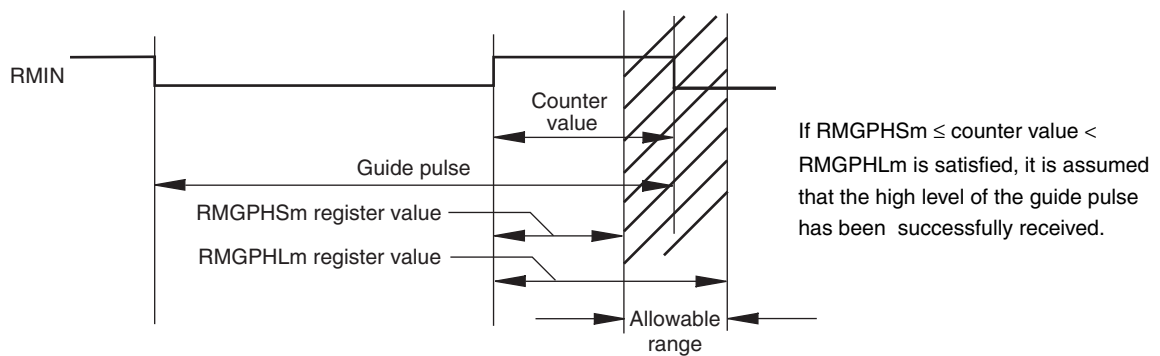 RMIN
Counter
value
Guide pulse
RMGPHSm register value
RMGPHLm register value
Allowable
range
If RMGPHSm ≤ counter value <
RMGPHLm is satisfied, it is assumed
that the high level of the guide pulse
has been successfully received.